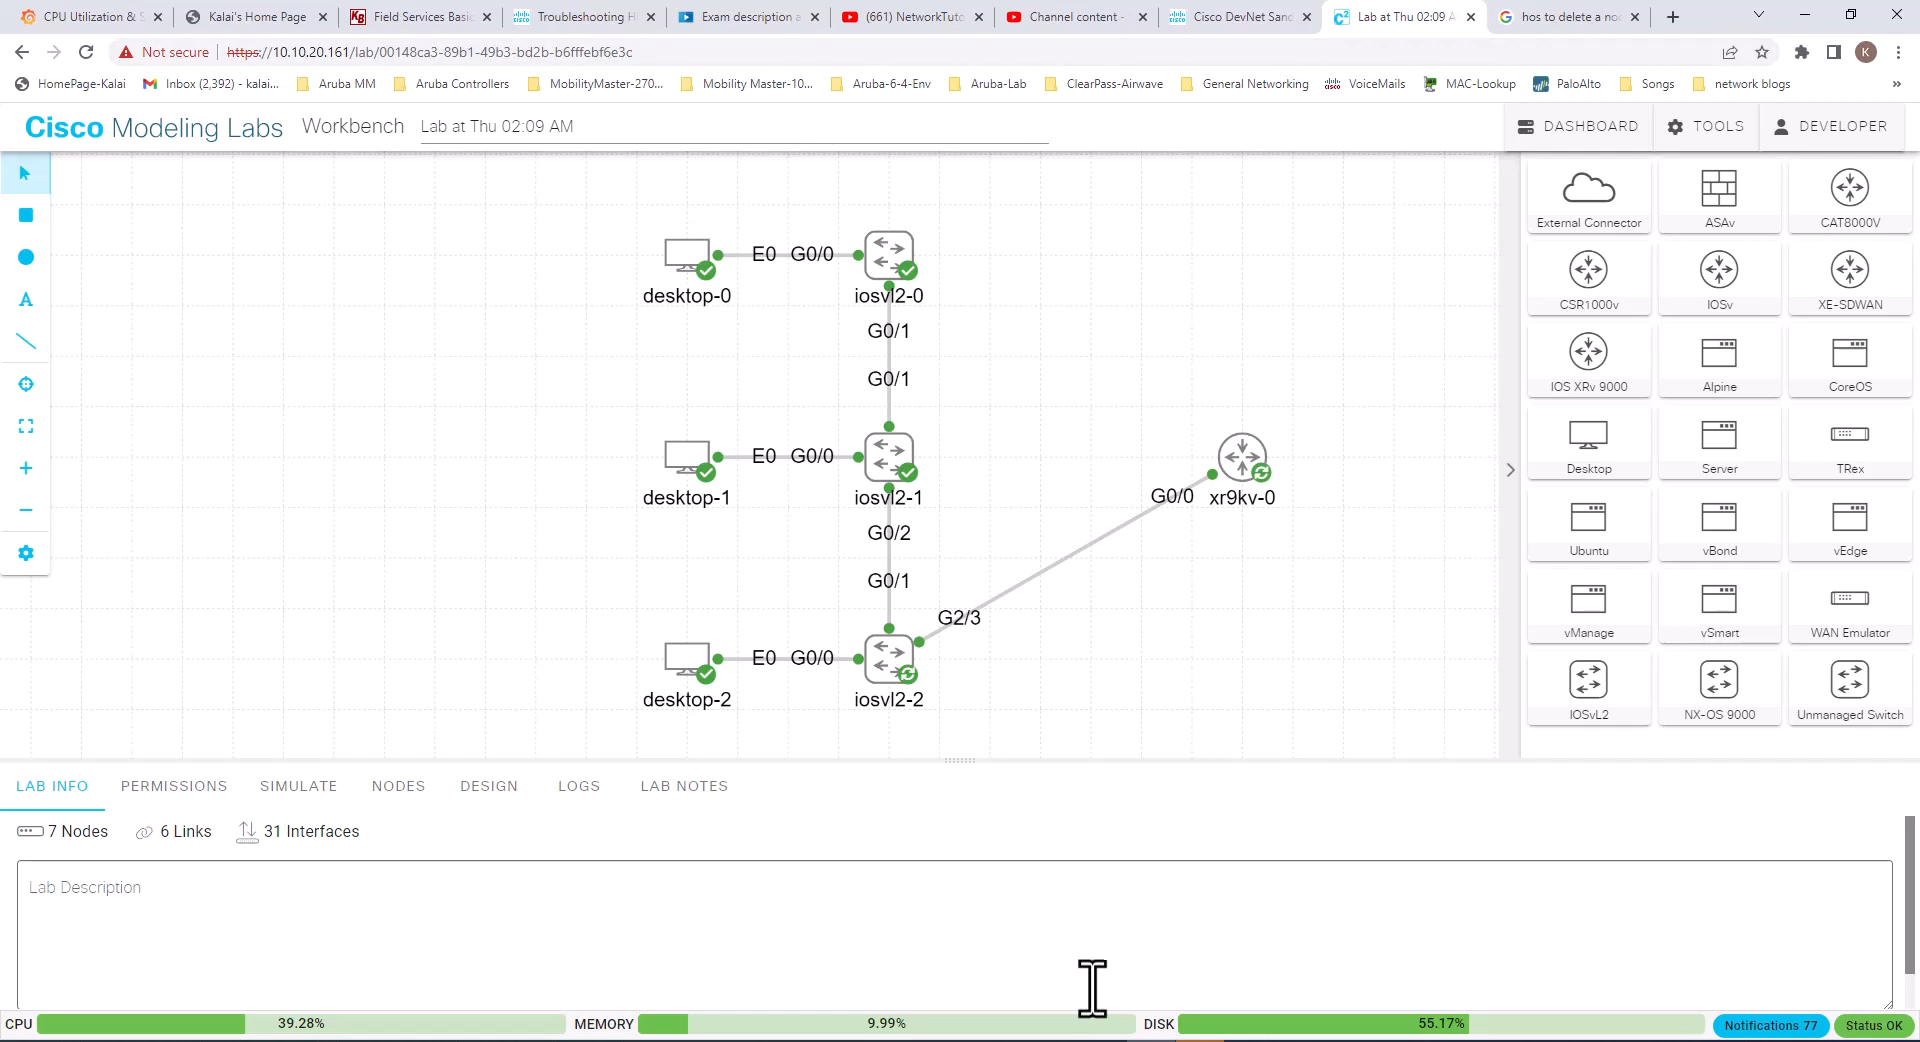 CPU Utilization & S
Kalai's Home Page
KB Field Services Basic
Troubleshooting H
Exam description a
(661) NetworkTuto
Channel content -
Cisco DevNet Sand
Lab at Thu 02:09 A
hos to delete a no
Not secure https://10.10.20.161/lab/00148ca3-89b1-49b3-bd2b-b6fffebf6e3c
K
HomePage-Kalai
Inbox (2,392) - kalai...
Aruba MM
Aruba Controllers
MobilityMaster-270...
Mobility Master-10...
Aruba-6-4-Env
Aruba-Lab
ClearPass-Airwave
General Networking
VoiceMails
MAC-Lookup
PaloAlto
Songs
network blogs
»
Cisco Modeling Labs Workbench Lab at Thu 02:09 AM
DASHBOARD TOOLS DEVELOPER
A
E0 G0/0
desktop-0 iosvl2-0
G0/1
G0/1
E0 G0/0
desktop-1 iosvl2-1
G0/0 xr9kv-0
G0/2
G0/1
G2/3
E0 G0/0
desktop-2 iosvl2-2
External Connector ASAv CAT8000V
CSR1000v IOSv XE-SDWAN
IOS XRv 9000 Alpine CoreOS
Desktop Server TRex
Ubuntu vBond vEdge
vManage vSmart WAN Emulator
IOSvL2 NX-OS 9000 Unmanaged Switch
LAB INFO PERMISSIONS SIMULATE NODES DESIGN LOGS LAB NOTES
7 Nodes 6 Links 31 Interfaces
Lab Description
CPU 39.28% MEMORY 9.99% DISK 55.17% Notifications 77 Status OK